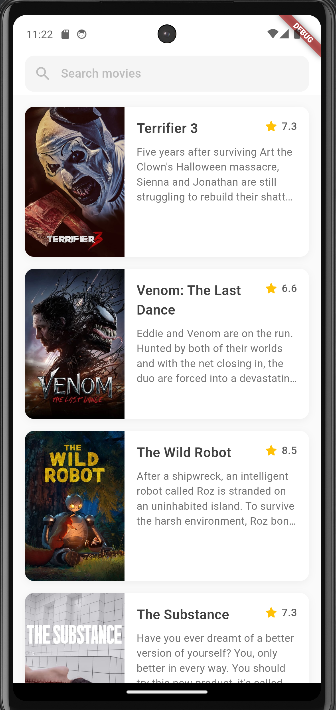 11:22
DEBUG
Search movies
Terrifier 3
7.3
Five years after surviving Art the
Clown's Halloween massacre,
Sienna and Jonathan are still
struggling to rebuild their shatt...
TERRIFIER 3
Venom: The Last
Dance
6.6
Eddie and Venom are on the run.
Hunted by both of their worlds
and with the net closing in, the
duo are forced into a devastatin...
VENOM
THE LAST DANCE
The Wild Robot
8.5
THE
WILD
ROBOT
After a shipwreck, an intelligent
robot called Roz is stranded on
an uninhabited island. To survive
the harsh environment, Roz bon...
The Substance
7.3
THE SUBSTANCE
Have you ever dreamt of a better
version of yourself? You, only
better in every way. You should
try this new product, it's called